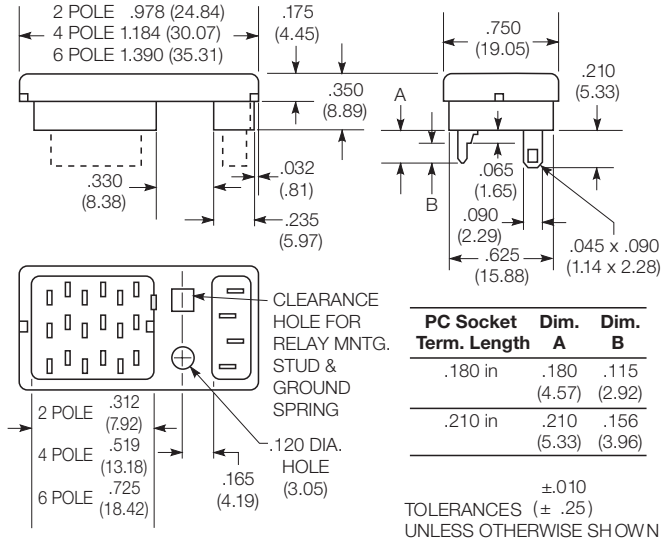 2 POLE .978 (24.84)
4 POLE 1.184 (30.07)
6 POLE 1.390 (35.31)
.175
(4.45)
.350
(8.89)
.330
(8.38)
.032
(.81)
.235
(5.97)
.750
(19.05)
.210
(5.33)
A
B
.065
(1.65)
.090
(2.29)
.625
(15.88)
.045 x .090
(1.14 x 2.28)
CLEARANCE
HOLE FOR
RELAY MNTG.
STUD &
GROUND
SPRING
.120 DIA.
HOLE
(3.05)
.165
(4.19)
2 POLE .312
(7.92)
4 POLE .519
(13.18)
6 POLE .725
(18.42)
PC Socket Dim. Dim.
Term. Length A B
.180 in .180 .115
(4.57) (2.92)
.210 in .210 .156
(5.33) (3.96)
±.010
TOLERANCES (± .25)
UNLESS OTHERWISE SHOWN